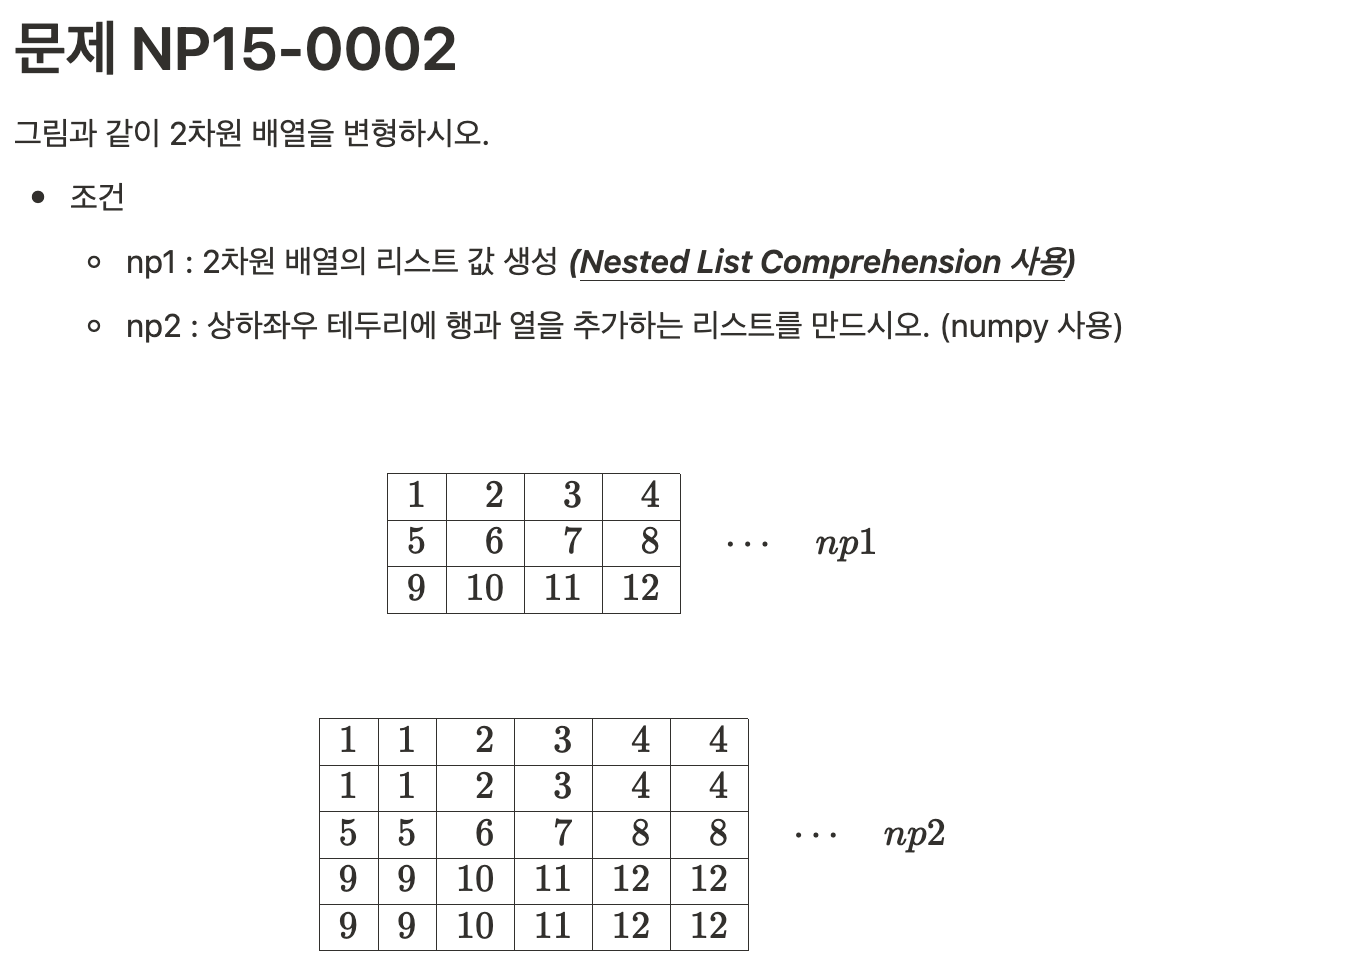 문제 NP15-0002
그림과 같이 2차원 배열을 변형하시오.
• 조건
◦ np1 : 2차원 배열의 리스트 값 생성 (Nested List Comprehension 사용)
◦ np2 : 상하좌우 테두리에 행과 열을 추가하는 리스트를 만드시오. (numpy 사용)
1 2 3 4
5 6 7 8 ··· np1
9 10 11 12
1 1 2 3 4 4
1 1 2 3 4 4
5 5 6 7 8 8 ··· np2
9 9 10 11 12 12
9 9 10 11 12 12